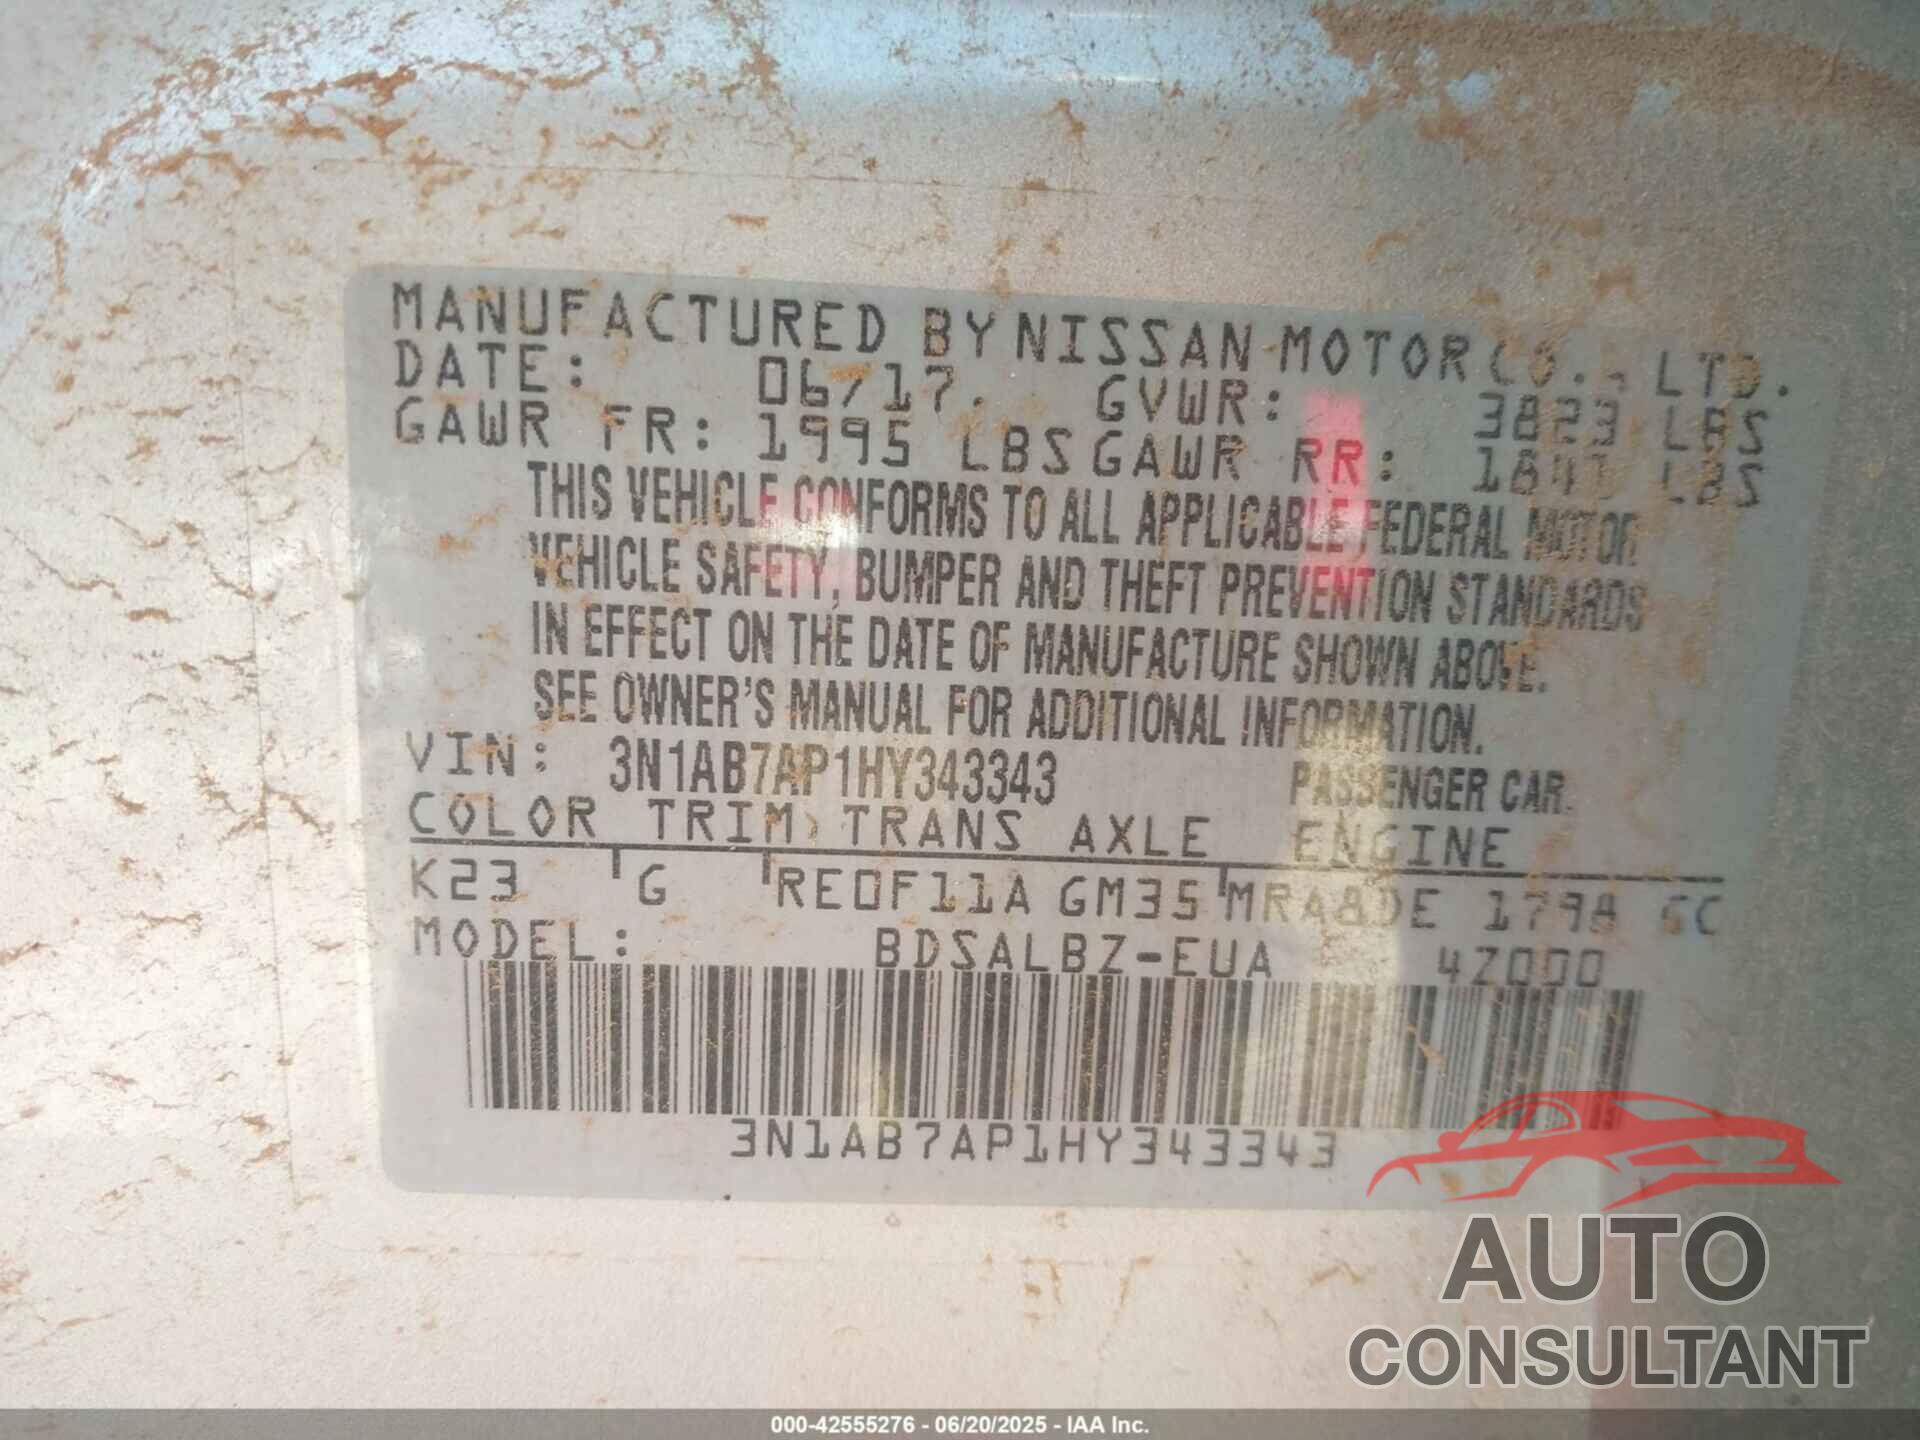 MANUFACTURED BY NISSAN MOTOR CO., LTD.
DATE: 06/17. GVWR: 3823 LBS
GAWR FR: 1995 LBS GAWR RR: 1841 LBS
THIS VEHICLE CONFORMS TO ALL APPLICABLE FEDERAL MOTOR
VEHICLE SAFETY, BUMPER AND THEFT PREVENTION STANDARDS
IN EFFECT ON THE DATE OF MANUFACTURE SHOWN ABOVE.
SEE OWNER'S MANUAL FOR ADDITIONAL INFORMATION.
VIN: 3N1AB7AP1HY343343 PASSENGER CAR
COLOR TRIM TRANS AXLE ENGINE
K23 G RE0F11A GM35 MRA8DE 1798
MODEL: BDSALBZ-EUA 4Z000
3N1AB7AP1HY343343
AUTO
CONSULTANT
000-42555276 - 06/20/2025 - IAA Inc.